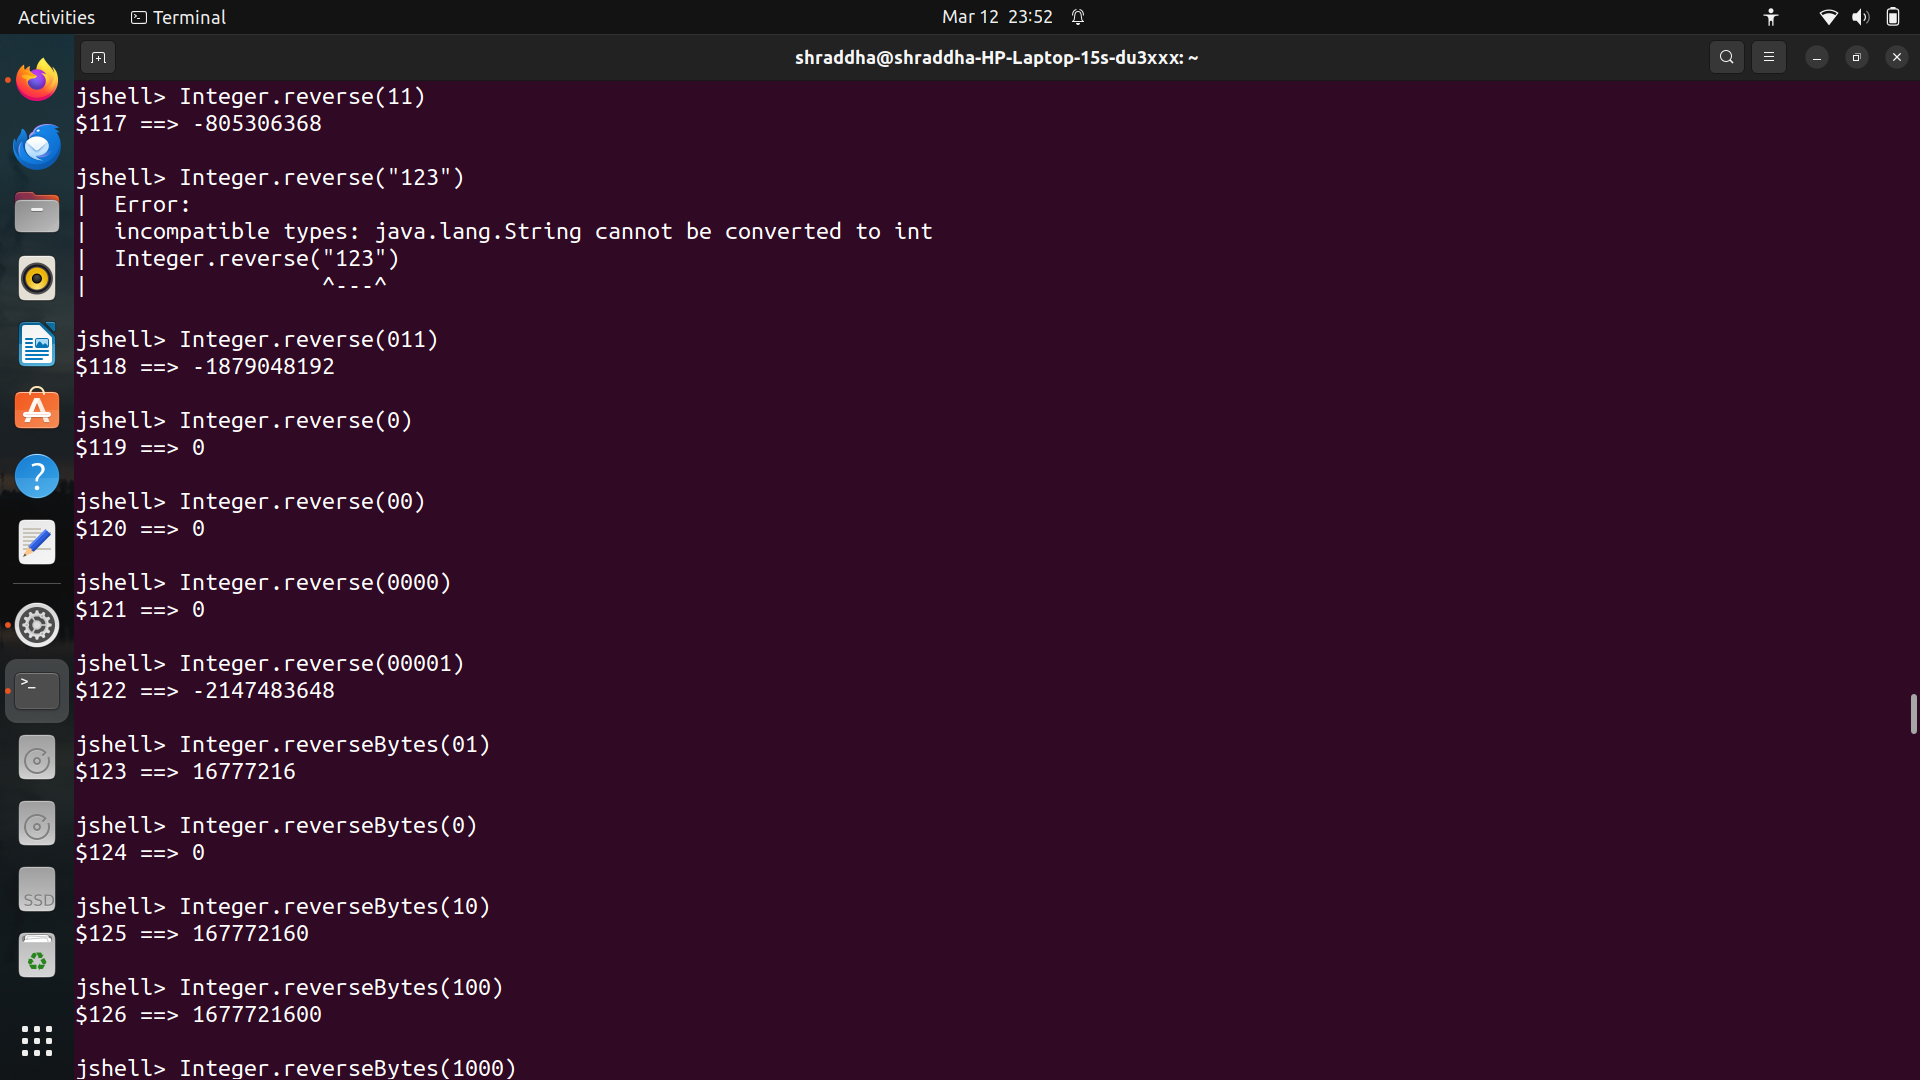 Activities
Terminal
Mar 12 23:52
shraddha@shraddha-HP-Laptop-15s-du3xxx: ~
jshell> Integer.reverse(11)
$117 ==> -805306368
jshell> Integer.reverse("123")
|  Error:
|  incompatible types: java.lang.String cannot be converted to int
|  Integer.reverse("123")
|                  ^---^
jshell> Integer.reverse(011)
$118 ==> -1879048192
jshell> Integer.reverse(0)
$119 ==> 0
jshell> Integer.reverse(00)
$120 ==> 0
jshell> Integer.reverse(0000)
$121 ==> 0
jshell> Integer.reverse(00001)
$122 ==> -2147483648
jshell> Integer.reverseBytes(01)
$123 ==> 16777216
jshell> Integer.reverseBytes(0)
$124 ==> 0
jshell> Integer.reverseBytes(10)
$125 ==> 167772160
jshell> Integer.reverseBytes(100)
$126 ==> 1677721600
jshell> Integer.reverseBytes(1000)
SSD